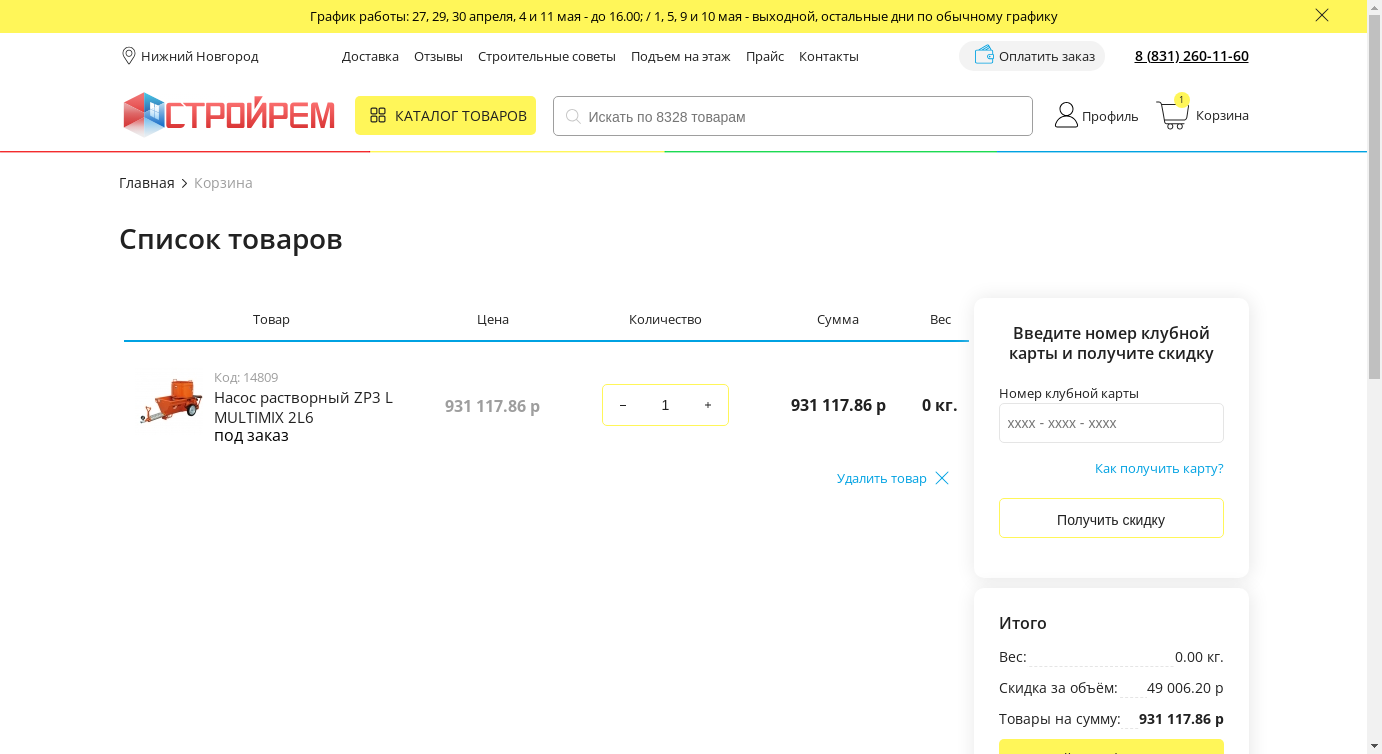 График работы: 27, 29, 30 апреля, 4 и 11 мая - до 16.00; / 1, 5, 9 и 10 мая - выходной, остальные дни по обычному графику
Нижний Новгород
Доставка Отзывы Строительные советы Подъем на этаж Прайс Контакты
Оплатить заказ
8 (831) 260-11-60
СТРОЙРЕМ
КАТАЛОГ ТОВАРОВ
Искать по 8328 товарам
Профиль
1
Корзина
Главная
Корзина
Список товаров
Товар Цена Количество Сумма Вес
Код: 14809
Насос растворный ZP3 L
MULTIMIX 2L6
под заказ
931 117.86 р
− 1 +
931 117.86 р
0 кг.
Удалить товар
Введите номер клубной
карты и получите скидку
Номер клубной карты
xxxx - xxxx - xxxx
Как получить карту?
Получить скидку
Итого
Вес: 0.00 кг.
Скидка за объём: 49 006.20 р
Товары на сумму: 931 117.86 р